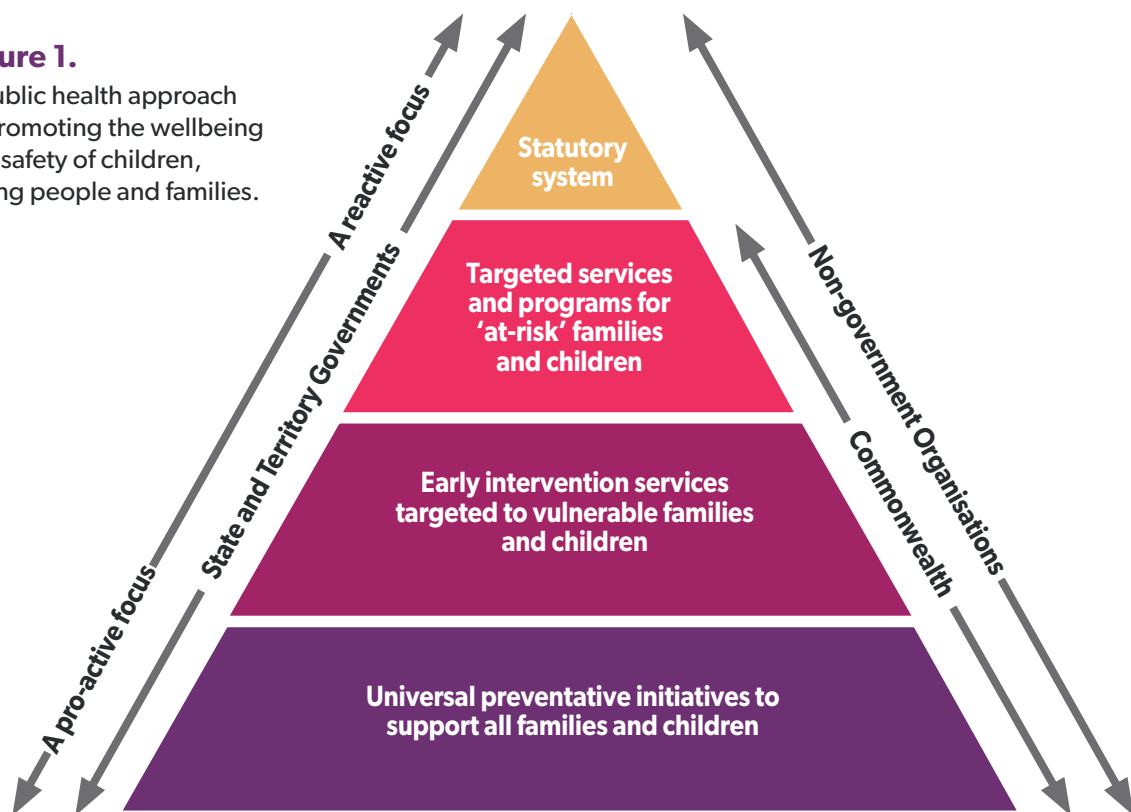 ure 1.
ublic health approach
romoting the wellbeing
safety of children,
ng people and families.
A reactive focus
State and Territory Governments
A pro-active focus
Statutory
system
Targeted services
and programs for
‘at-risk’ families
and children
Early intervention services
targeted to vulnerable families
and children
Universal preventative initiatives to
support all families and children
Non-government Organisations
Commonwealth